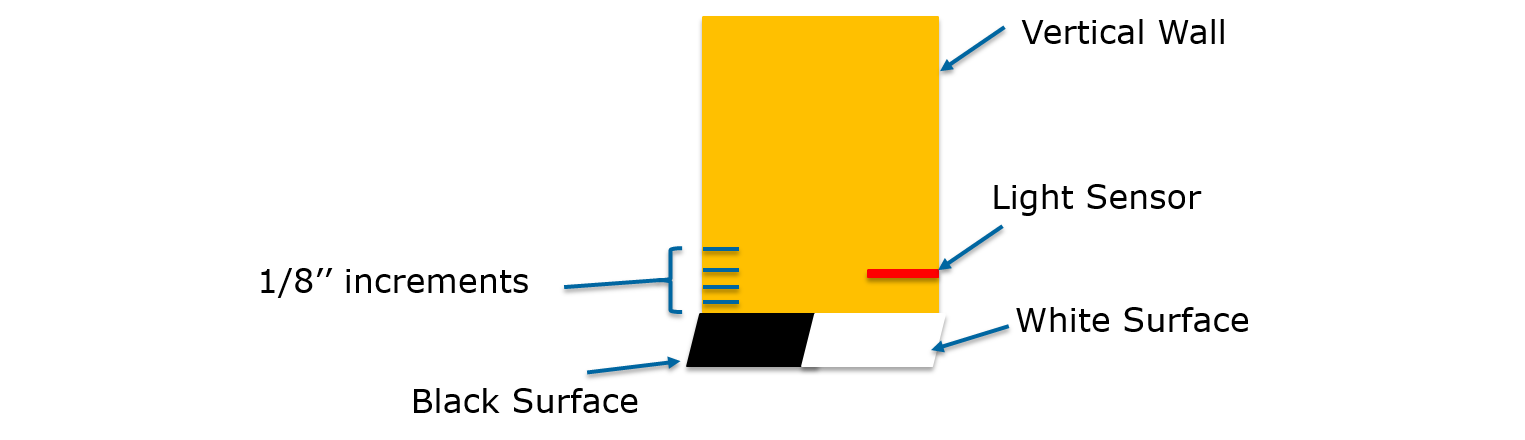 Vertical Wall
Light Sensor
1/8’’ increments
White Surface
Black Surface